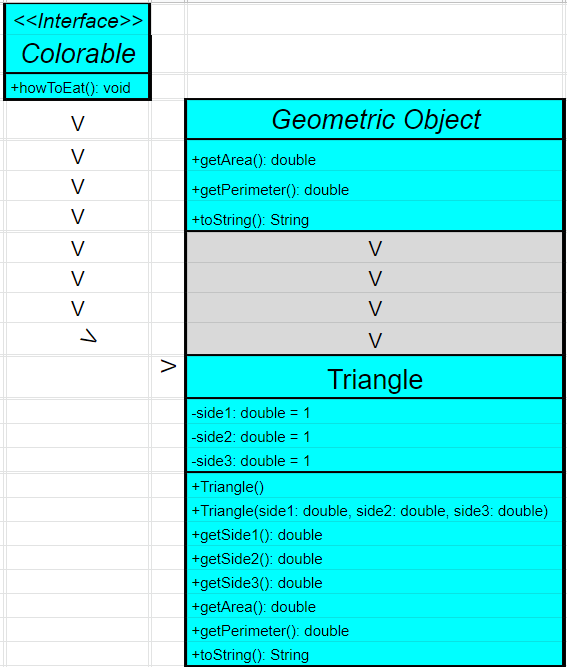 <<Interface>>
Colorable
+howToEat(): void
V
V
V
V
V
V
V
V
V
Geometric Object
+getArea(): double
+getPerimeter(): double
+toString(): String
V
V
V
V
Triangle
-side1: double = 1
-side2: double = 1
-side3: double = 1
+Triangle()
+Triangle(side1: double, side2: double, side3: double)
+getSide1(): double
+getSide2(): double
+getSide3(): double
+getArea(): double
+getPerimeter(): double
+toString(): String